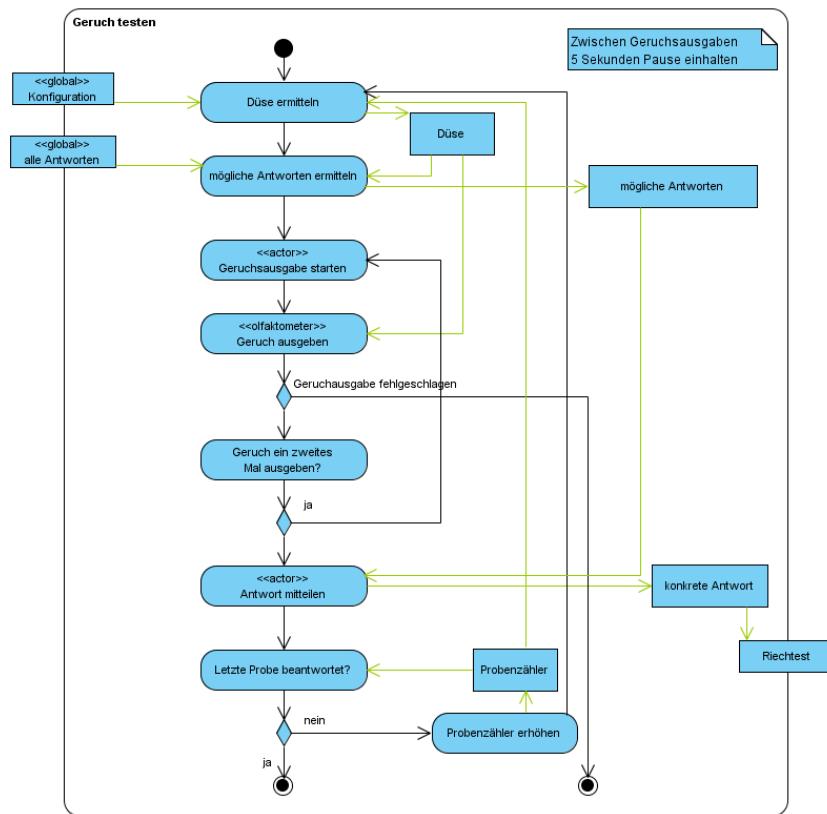 Geruch testen
Zwischen Geruchsausgaben
5 Sekunden Pause einhalten
<<global>>
Konfiguration
Düse ermitteln
Düse
<<global>>
alle Antworten
mögliche Antworten ermitteln
mögliche Antworten
<<actor>>
Geruchsausgabe starten
<<olfaktometer>>
Geruch ausgeben
Geruchausgabe fehlgeschlagen
Geruch ein zweites
Mal ausgeben?
ja
<<actor>>
Antwort mitteilen
konkrete Antwort
Riechtest
Letzte Probe beantwortet?
Probenzähler
nein
Probenzähler erhöhen
ja